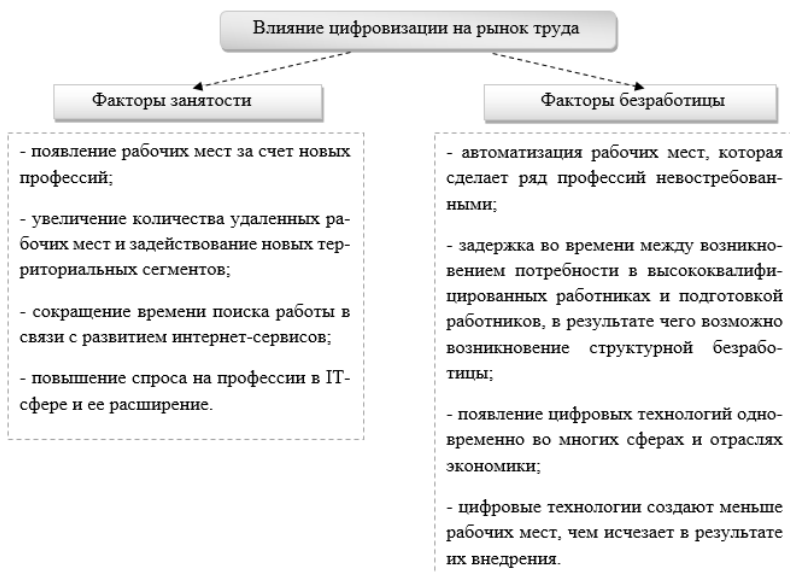 Влияние цифровизации на рынок труда
Факторы занятости
- появление рабочих мест за счет новых
профессий;
- увеличение количества удаленных ра-
бочих мест и задействование новых тер-
риториальных сегментов;
- сокращение времени поиска работы в
связи с развитием интернет-сервисов;
- повышение спроса на профессии в IT-
сфере и ее расширение.
Факторы безработицы
- автоматизация рабочих мест, которая
сделает ряд профессий невостребован-
ными;
- задержка во времени между возникно-
вением потребности в высококвалифи-
цированных работниках и подготовкой
работников, в результате чего возможно
возникновение структурной безрабо-
тицы;
- появление цифровых технологий одно-
временно во многих сферах и отраслях
экономики;
- цифровые технологии создают меньше
рабочих мест, чем исчезает в результате
их внедрения.